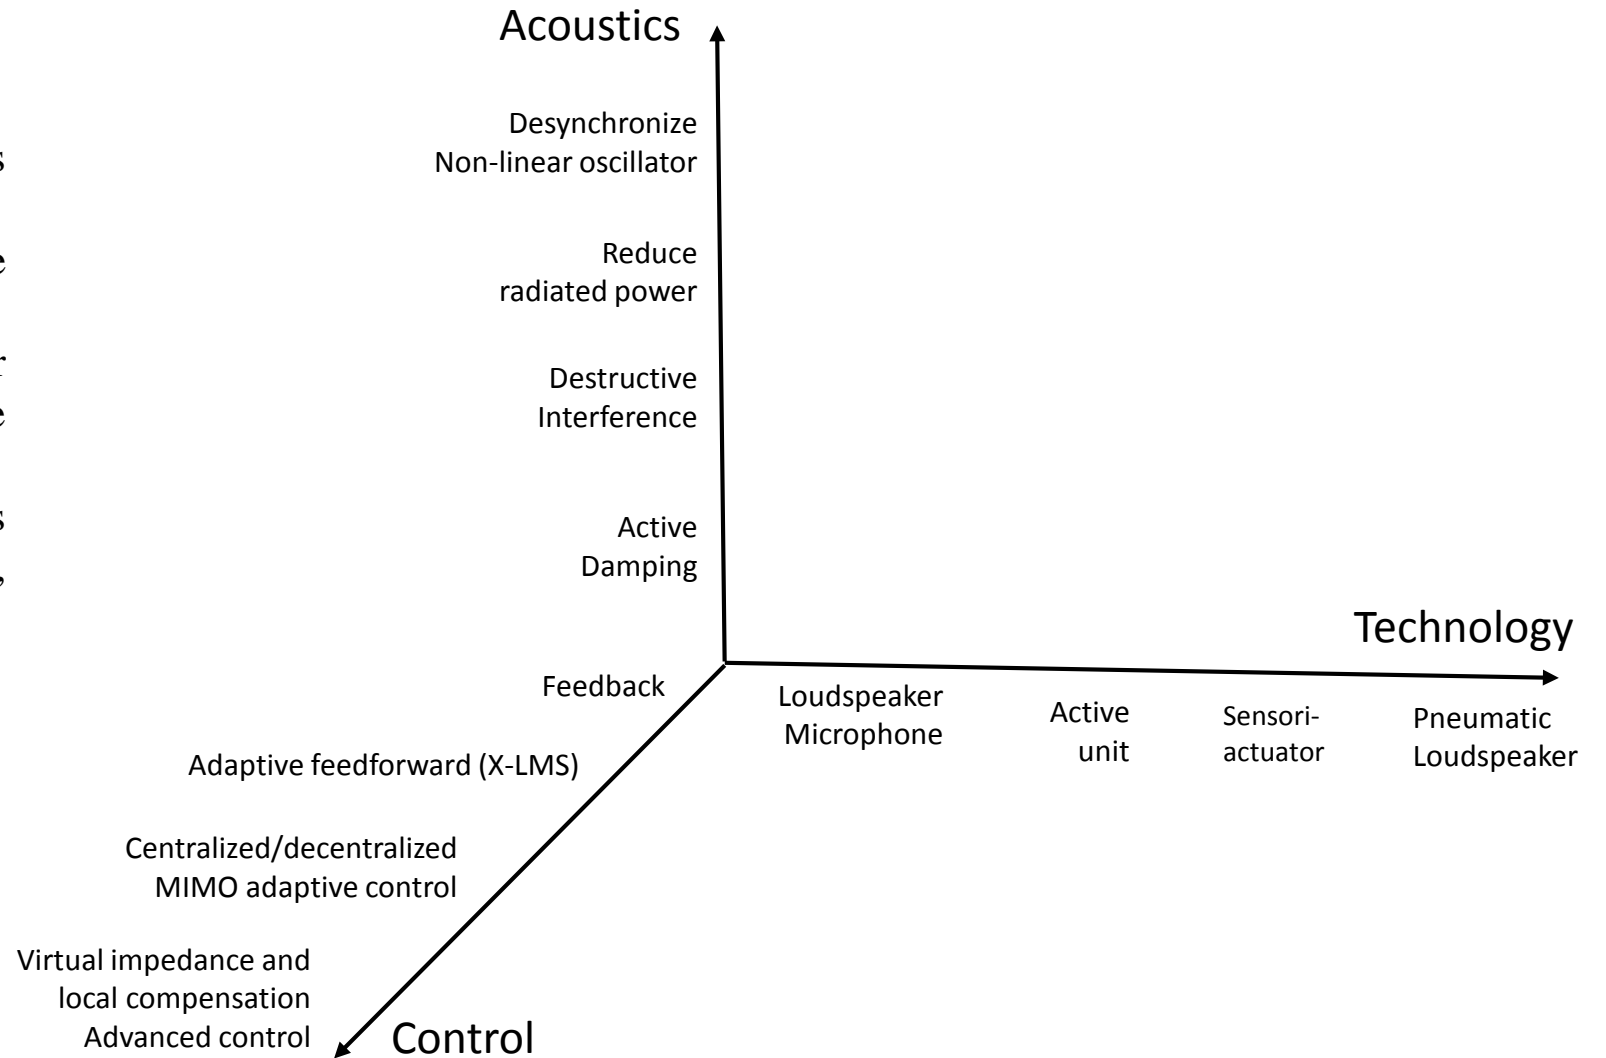 Acoustics
Desynchronize
Non-linear oscillator
s
Reduce
radiated power
e
r
Destructive
Interference
e
s
Active
Damping
,
Technology
Feedback
Loudspeaker
Microphone
Active
unit
Sensori-
actuator
Pneumatic
Loudspeaker
Adaptive feedforward (X-LMS)
Centralized/decentralized
MIMO adaptive control
Virtual impedance and
local compensation
Advanced control
Control